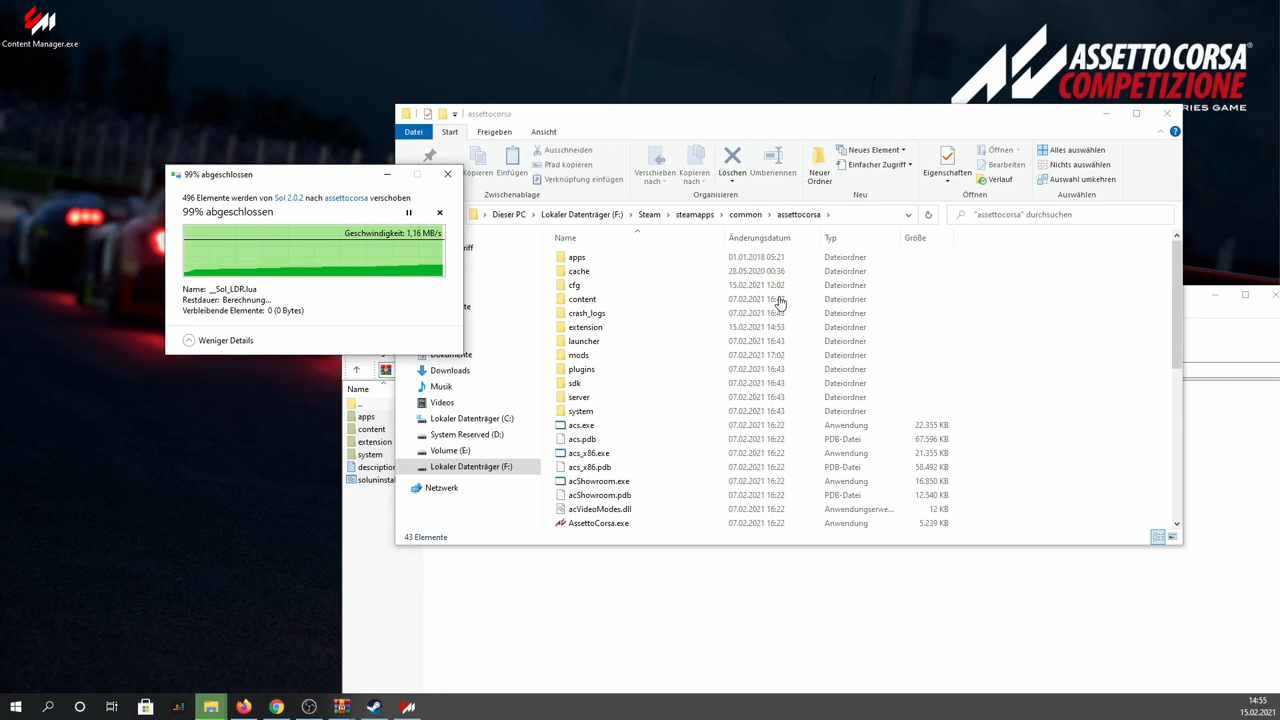 Content Manager.exe
ASSETTO CORSA
COMPETIZIONE
RIES GAME
assettocorsa
Datei Start Freigeben Ansicht
Kopieren Einfügen
Ausschneiden
Pfad kopieren
Verknüpfung einfügen
Zwischenablage
Verschieben nach
Kopieren nach
Löschen
Umbenennen
Organisieren
Neuer Ordner
Neues Element
Einfacher Zugriff
Neu
Eigenschaften
Öffnen
Bearbeiten
Verlauf
Öffnen
Alles auswählen
Nichts auswählen
Auswahl umkehren
Auswählen
Dieser PC Lokaler Datenträger (F:) Steam steamapps common assettocorsa
"assettocorsa" durchsuchen
99% abgeschlossen
496 Elemente werden von Sol 2.0.2 nach assettocorsa verschoben
99% abgeschlossen
Geschwindigkeit: 1,16 MB/s
Name: __Sol_LDR.lua
Restdauer: Berechnung...
Verbleibende Elemente: 0 (0 Bytes)
Weniger Details
Downloads
Musik
Videos
Lokaler Datenträger (C:)
System Reserved (D:)
Volume (E:)
Lokaler Datenträger (F:)
Netzwerk
Name Änderungsdatum Typ Größe
apps 01.01.2018 05:21 Dateiordner
cache 28.05.2020 00:36 Dateiordner
cfg 15.02.2021 12:02 Dateiordner
content 07.02.2021 Dateiordner
crash_logs 07.02.2021 16:43 Dateiordner
extension 15.02.2021 14:53 Dateiordner
launcher 07.02.2021 16:43 Dateiordner
mods 07.02.2021 17:02 Dateiordner
plugins 07.02.2021 16:43 Dateiordner
sdk 07.02.2021 16:43 Dateiordner
server 07.02.2021 16:43 Dateiordner
system 07.02.2021 16:43 Dateiordner
acs.exe 07.02.2021 16:22 Anwendung 22.355 KB
acs.pdb 07.02.2021 16:22 PDB-Datei 67.596 KB
acs_x86.exe 07.02.2021 16:22 Anwendung 21.355 KB
acs_x86.pdb 07.02.2021 16:22 PDB-Datei 58.492 KB
acShowroom.exe 07.02.2021 16:22 Anwendung 16.850 KB
acShowroom.pdb 07.02.2021 16:22 PDB-Datei 12.540 KB
acVideoModes.dll 07.02.2021 16:22 Anwendungserwe... 12 KB
AssettoCorsa.exe 07.02.2021 16:22 Anwendung 5.239 KB
43 Elemente
Name
..
apps
content
extension
system
description
soluninstal
14:55
15.02.2021